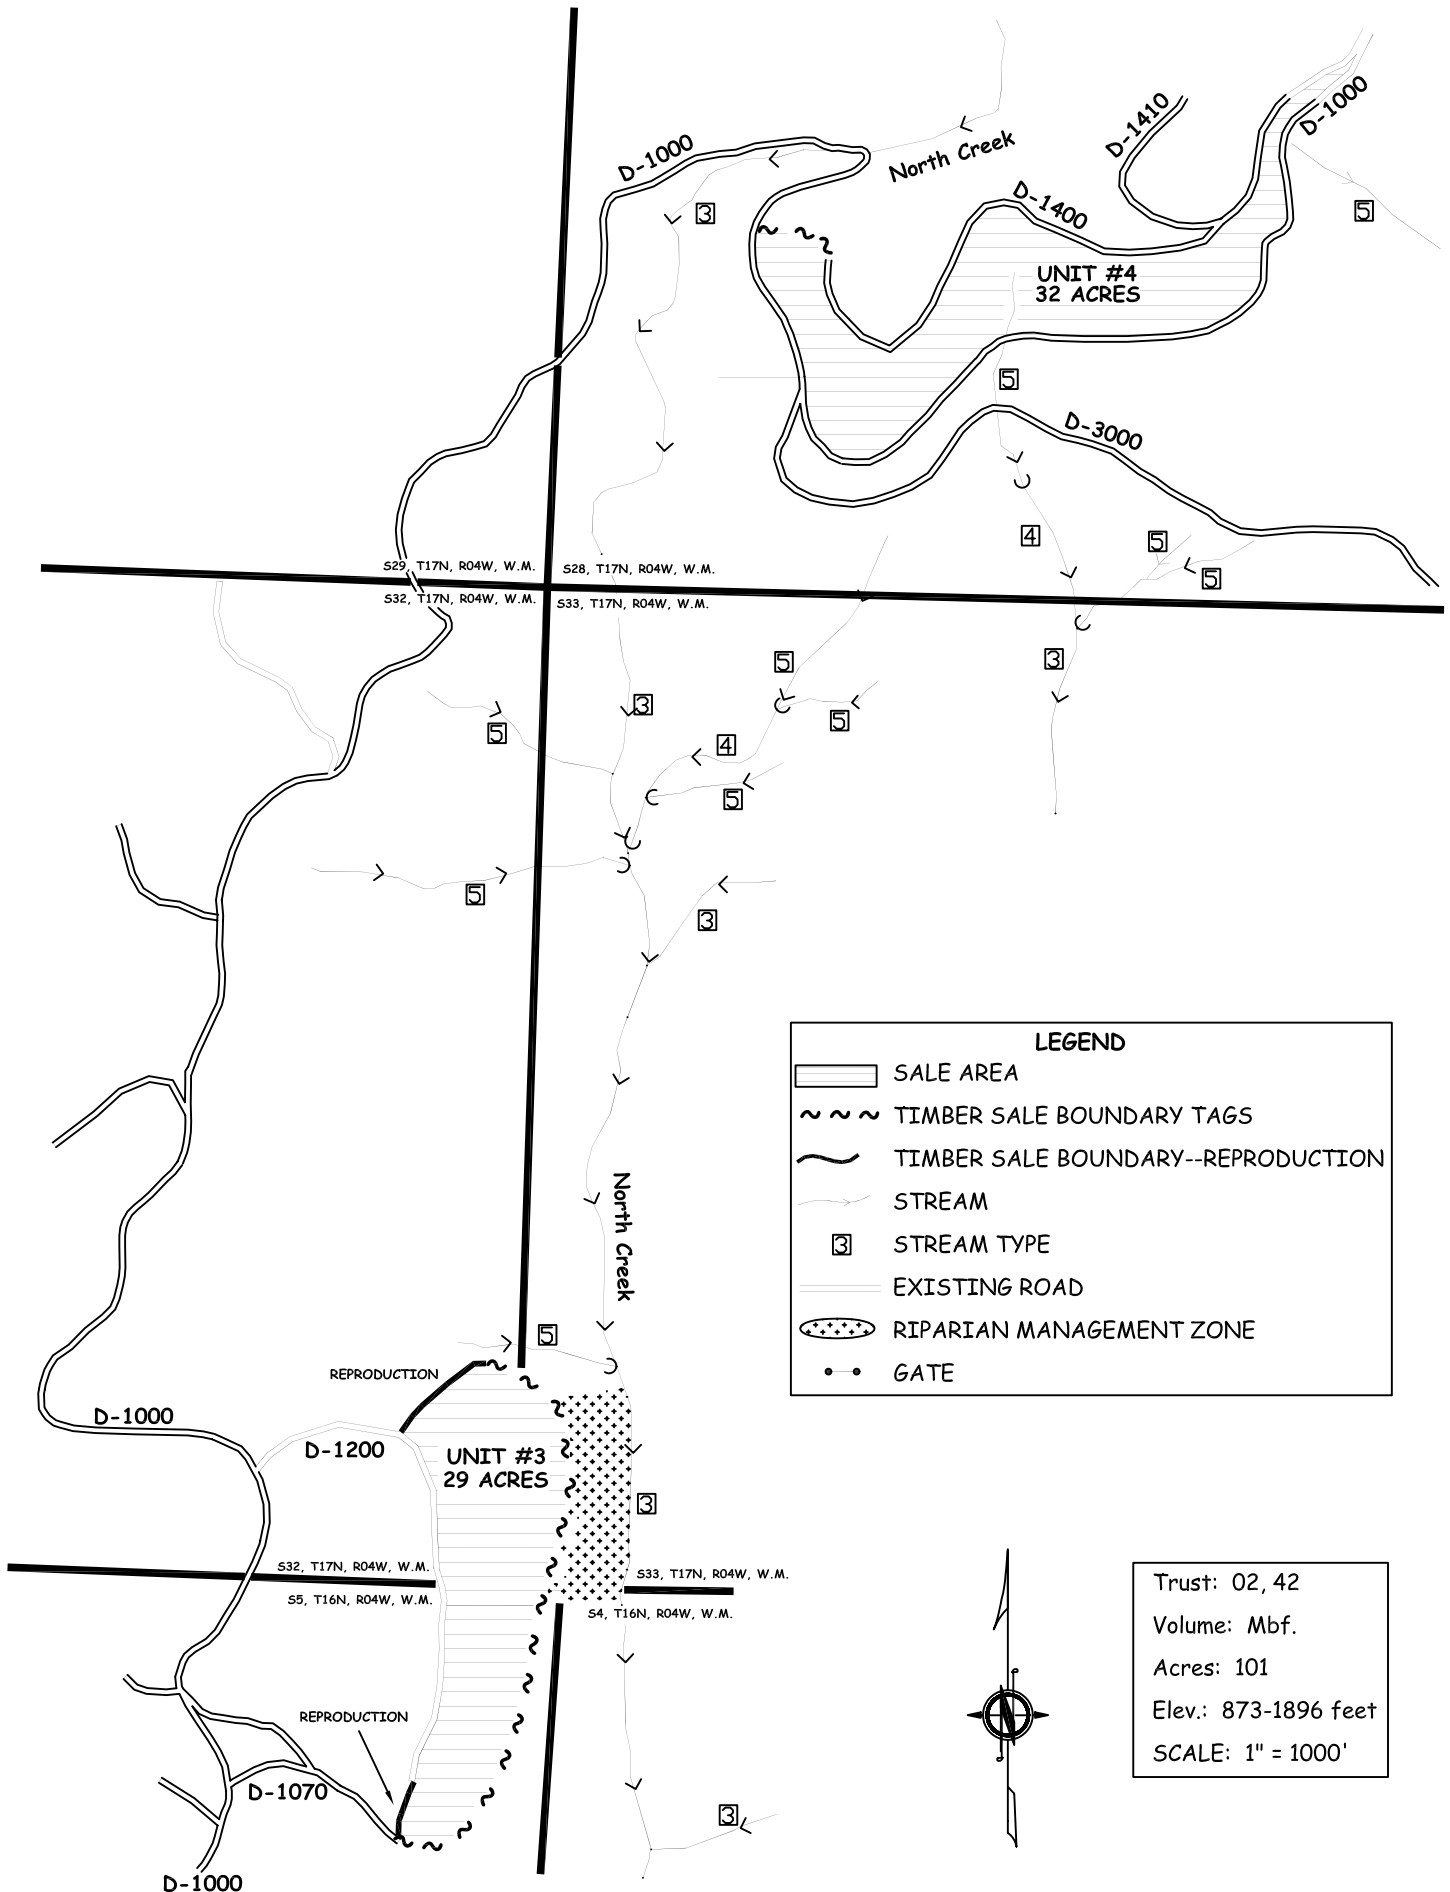 D-1000
North Creek
D-1410
D-1000
D-1400
3
5
UNIT #4
32 ACRES
5
D-3000
4
5
5
S29, T17N, R04W, W.M.
S28, T17N, R04W, W.M.
S32, T17N, R04W, W.M.
S33, T17N, R04W, W.M.
5
3
3
5
5
4
5
5
3
North Creek
LEGEND
SALE AREA
TIMBER SALE BOUNDARY TAGS
TIMBER SALE BOUNDARY--REPRODUCTION
STREAM
3
STREAM TYPE
EXISTING ROAD
RIPARIAN MANAGEMENT ZONE
GATE
5
REPRODUCTION
D-1000
D-1200
UNIT #3
29 ACRES
3
S32, T17N, R04W, W.M.
S33, T17N, R04W, W.M.
S5, T16N, R04W, W.M.
S4, T16N, R04W, W.M.
REPRODUCTION
D-1070
3
D-1000
Trust: 02, 42
Volume: Mbf.
Acres: 101
Elev.: 873-1896 feet
SCALE: 1" = 1000'